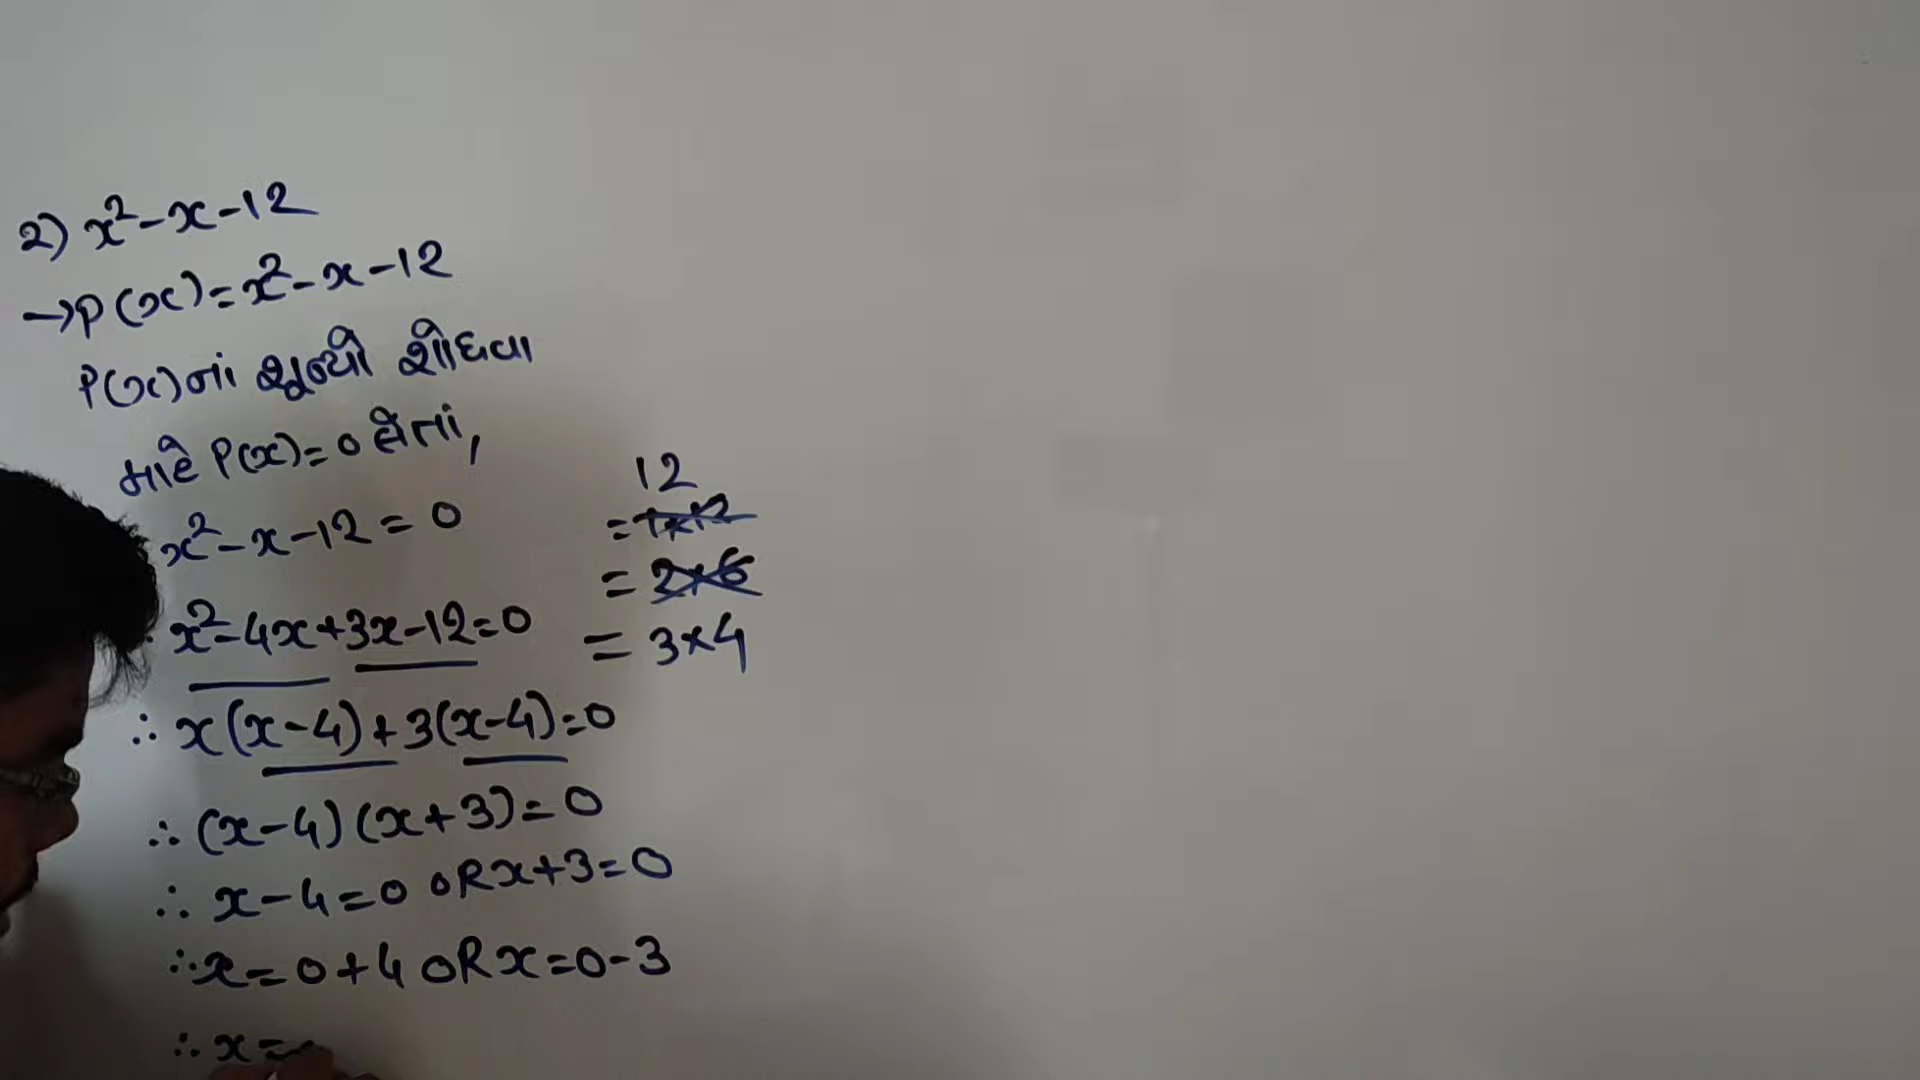 2) x²-x-12
→P(x)=x²-x-12
P(x)નાં શૂન્યો શોધવા
માટે P(x)=0 લેતાં,
x²-x-12=0
x²-4x+3x-12=0
∴ x(x-4)+3(x-4)=0
∴ (x-4)(x+3)=0
∴ x-4=0 OR x+3=0
∴ x=0+4 OR x=0-3
∴ x=
12
=1×12
=2×6
=3×4